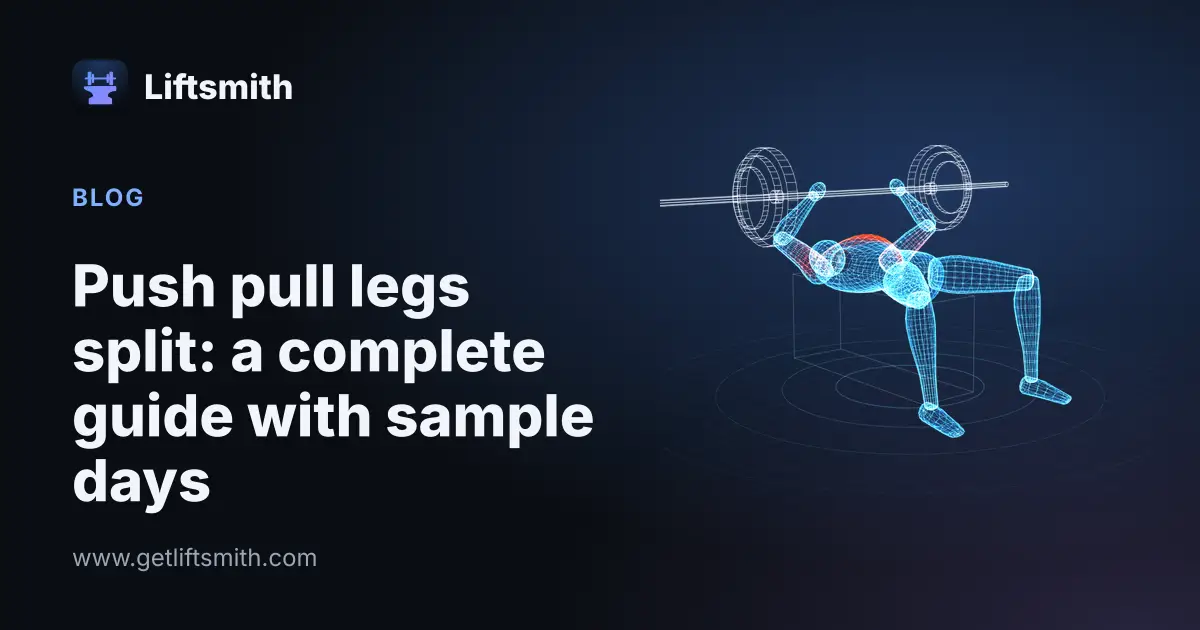 Liftsmith
BLOG
Push pull legs
split: a complete
guide with sample
days
www.getliftsmith.com